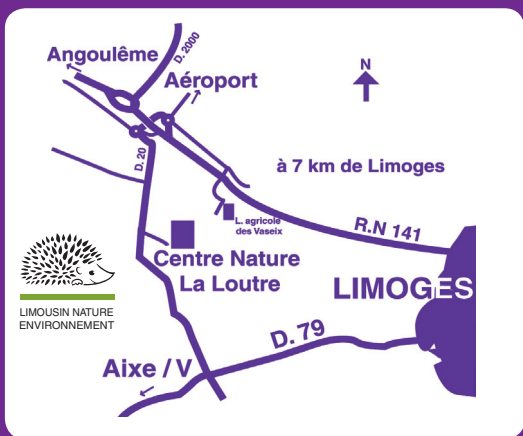 Angoulême
D. 2000
Aéroport
N
D. 20
à 7 km de Limoges
L. agricole
des Vaseix
R.N 141
Centre Nature
La Loutre
LIMOGES
LIMOUSIN NATURE
ENVIRONNEMENT
D. 79
Aixe / V